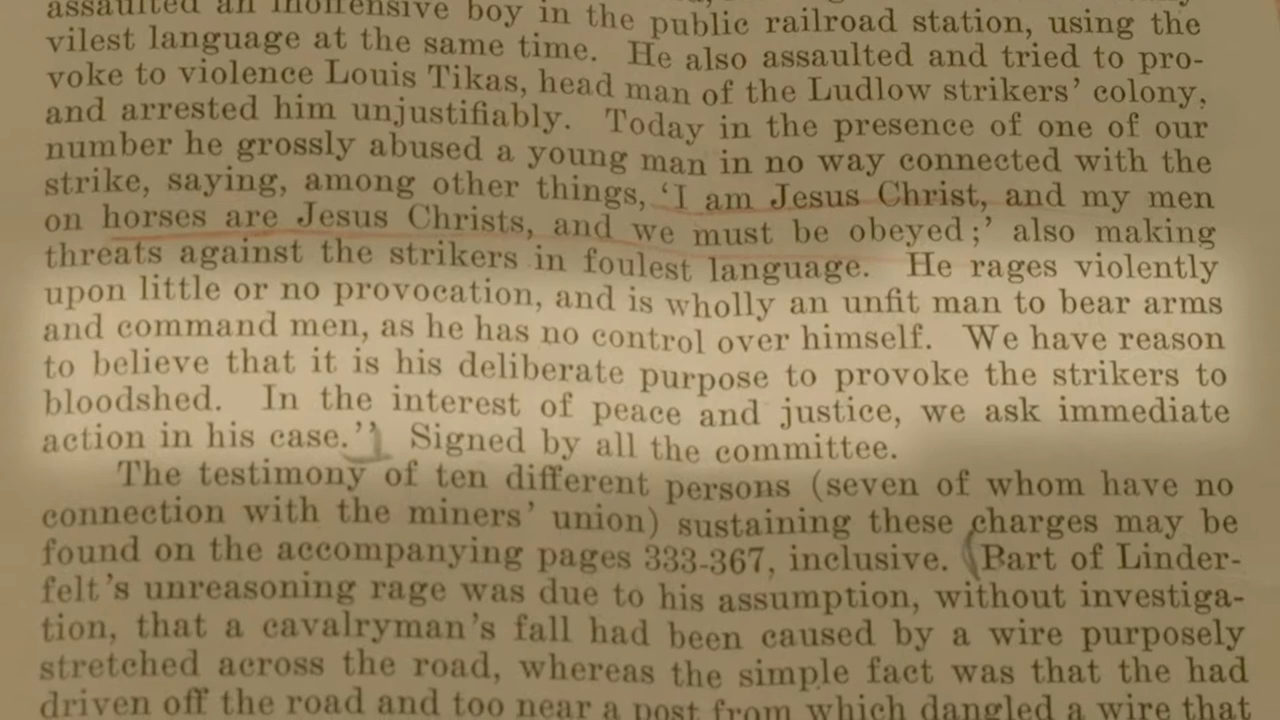 assaulted an inoffensive boy in the public railroad station, using the
vilest language at the same time. He also assaulted and tried to pro-
voke to violence Louis Tikas, head man of the Ludlow strikers’ colony,
and arrested him unjustifiably. Today in the presence of one of our
number he grossly abused a young man in no way connected with the
strike, saying, among other things, ‘I am Jesus Christ, and my men
on horses are Jesus Christs, and we must be obeyed;’ also making
threats against the strikers in foulest language. He rages violently
upon little or no provocation, and is wholly an unfit man to bear arms
and command men, as he has no control over himself. We have reason
to believe that it is his deliberate purpose to provoke the strikers to
bloodshed. In the interest of peace and justice, we ask immediate
action in his case.’’ Signed by all the committee.
The testimony of ten different persons (seven of whom have no
connection with the miners’ union) sustaining these charges may be
found on the accompanying pages 333-367, inclusive. Bart of Linder-
felt’s unreasoning rage was due to his assumption, without investiga-
tion, that a cavalryman’s fall had been caused by a wire purposely
stretched across the road, whereas the simple fact was that the had
driven off the road and too near a post from which dangled a wire that